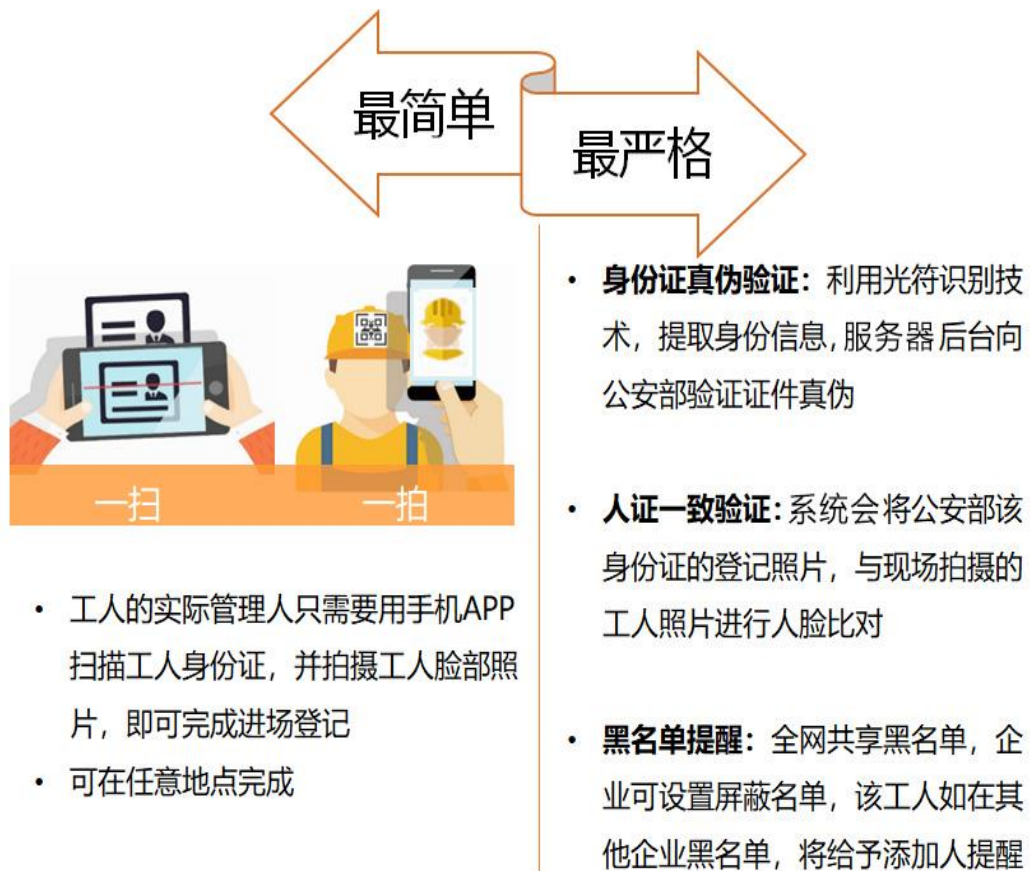 最简单
最严格
一扫
一拍
• 工人的实际管理人只需要用手机APP
扫描工人身份证，并拍摄工人脸部照
片，即可完成进场登记
• 可在任意地点完成
• 身份证真伪验证：利用光符识别技
术，提取身份信息，服务器后台向
公安部验证证件真伪
• 人证一致验证：系统会将公安部该
身份证的登记照片，与现场拍摄的
工人照片进行人脸比对
• 黑名单提醒：全网共享黑名单，企
业可设置屏蔽名单，该工人如在其
他企业黑名单，将给予添加人提醒